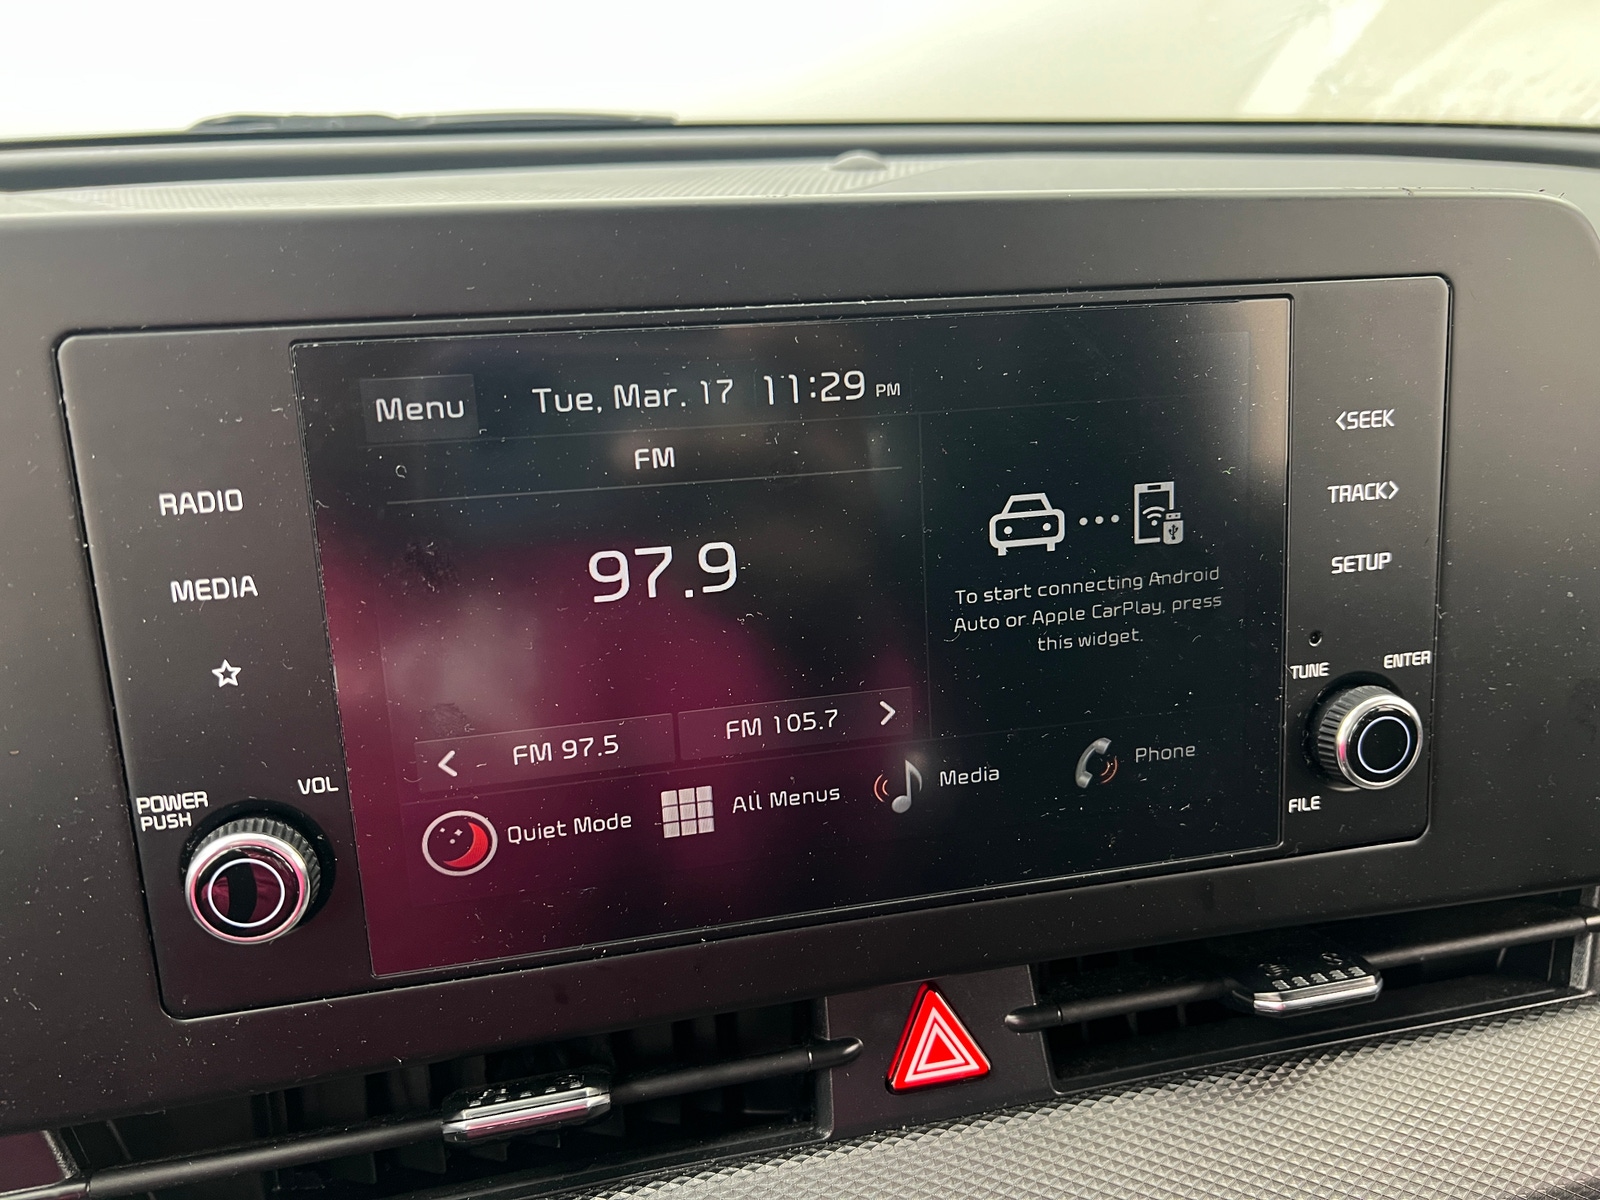 Menu
Tue, Mar. 17 11:29 PM
FM
97.9
FM 97.5
FM 105.7
To start connecting Android
Auto or Apple CarPlay, press
this widget.
Quiet Mode
All Menus
Media
Phone
RADIO
MEDIA
VOL
POWER
PUSH
<SEEK
TRACK>
SETUP
TUNE
ENTER
FILE